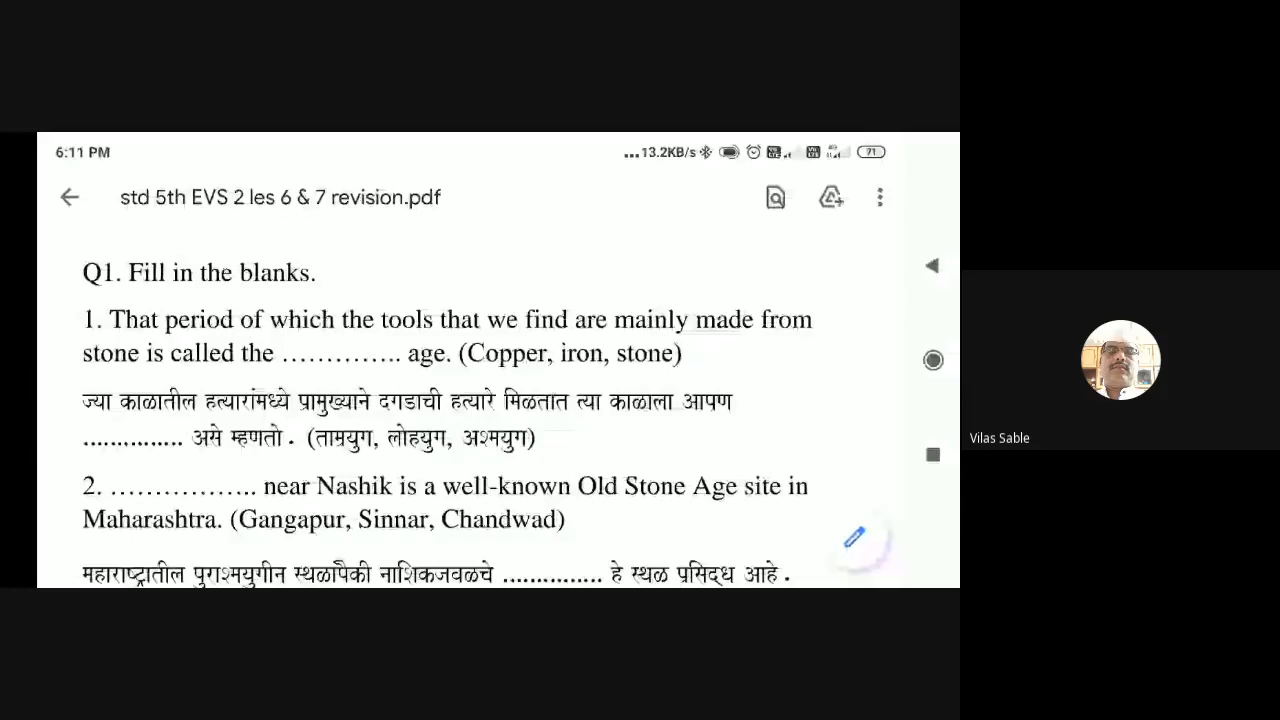 6:11 PM
...13.2KB/s
71
std 5th EVS 2 les 6 & 7 revision.pdf
Q1. Fill in the blanks.
1. That period of which the tools that we find are mainly made from
stone is called the ………….. age. (Copper, iron, stone)
ज्या काळातील हत्यारांमध्ये प्रामुख्याने दगडाची हत्यारे मिळतात त्या काळाला आपण
............... असे म्हणतो . (ताम्रयुग, लोहयुग, अश्मयुग)
2. …………….. near Nashik is a well-known Old Stone Age site in
Maharashtra. (Gangapur, Sinnar, Chandwad)
महाराष्ट्रातील पुराश्मयुगीन स्थळांपैकी नाशिकजवळचे ............... हे स्थळ प्रसिद्ध आहे .
Vilas Sable